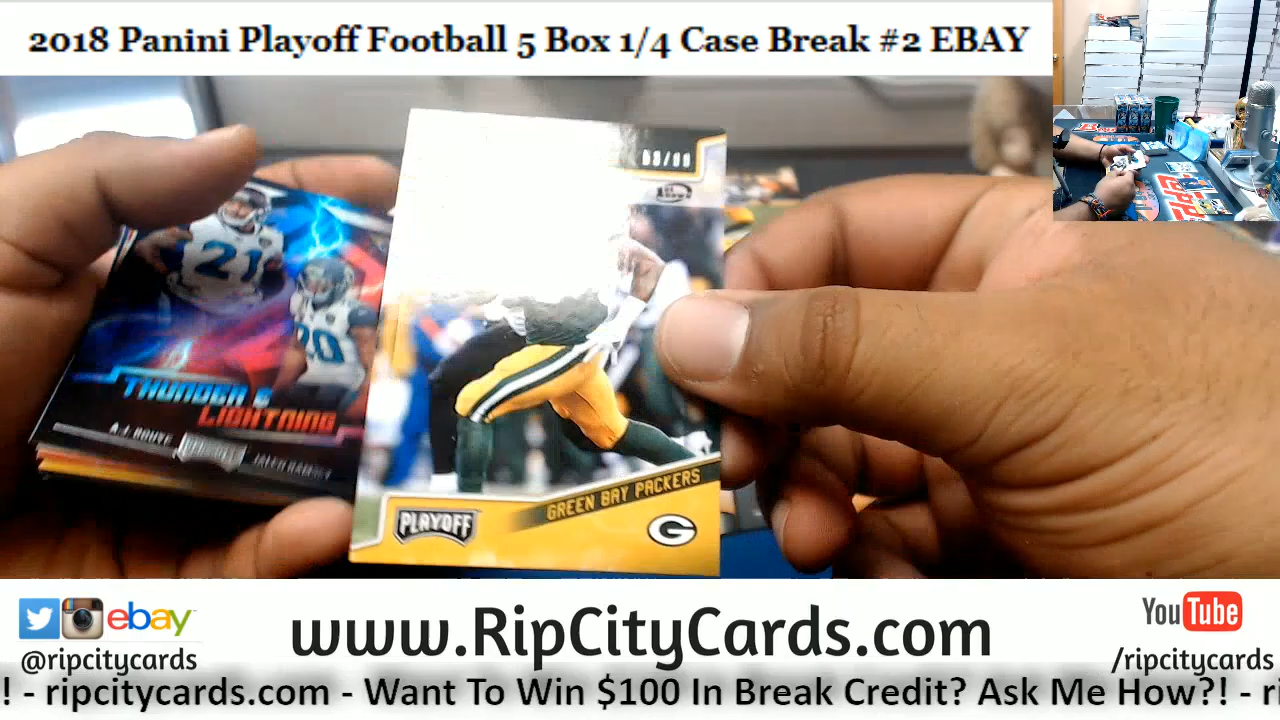 2018 Panini Playoff Football 5 Box 1/4 Case Break #2 EBAY
21
20
THUNDER &
LIGHTNING
A.J. BOUYE
JALEN RAMSEY
GREEN BAY PACKERS
PLAYOFF
G
ebay
@ripcitycards
www.RipCityCards.com
YouTube
/ripcitycards
! - ripcitycards.com - Want To Win $100 In Break Credit? Ask Me How?! - ri